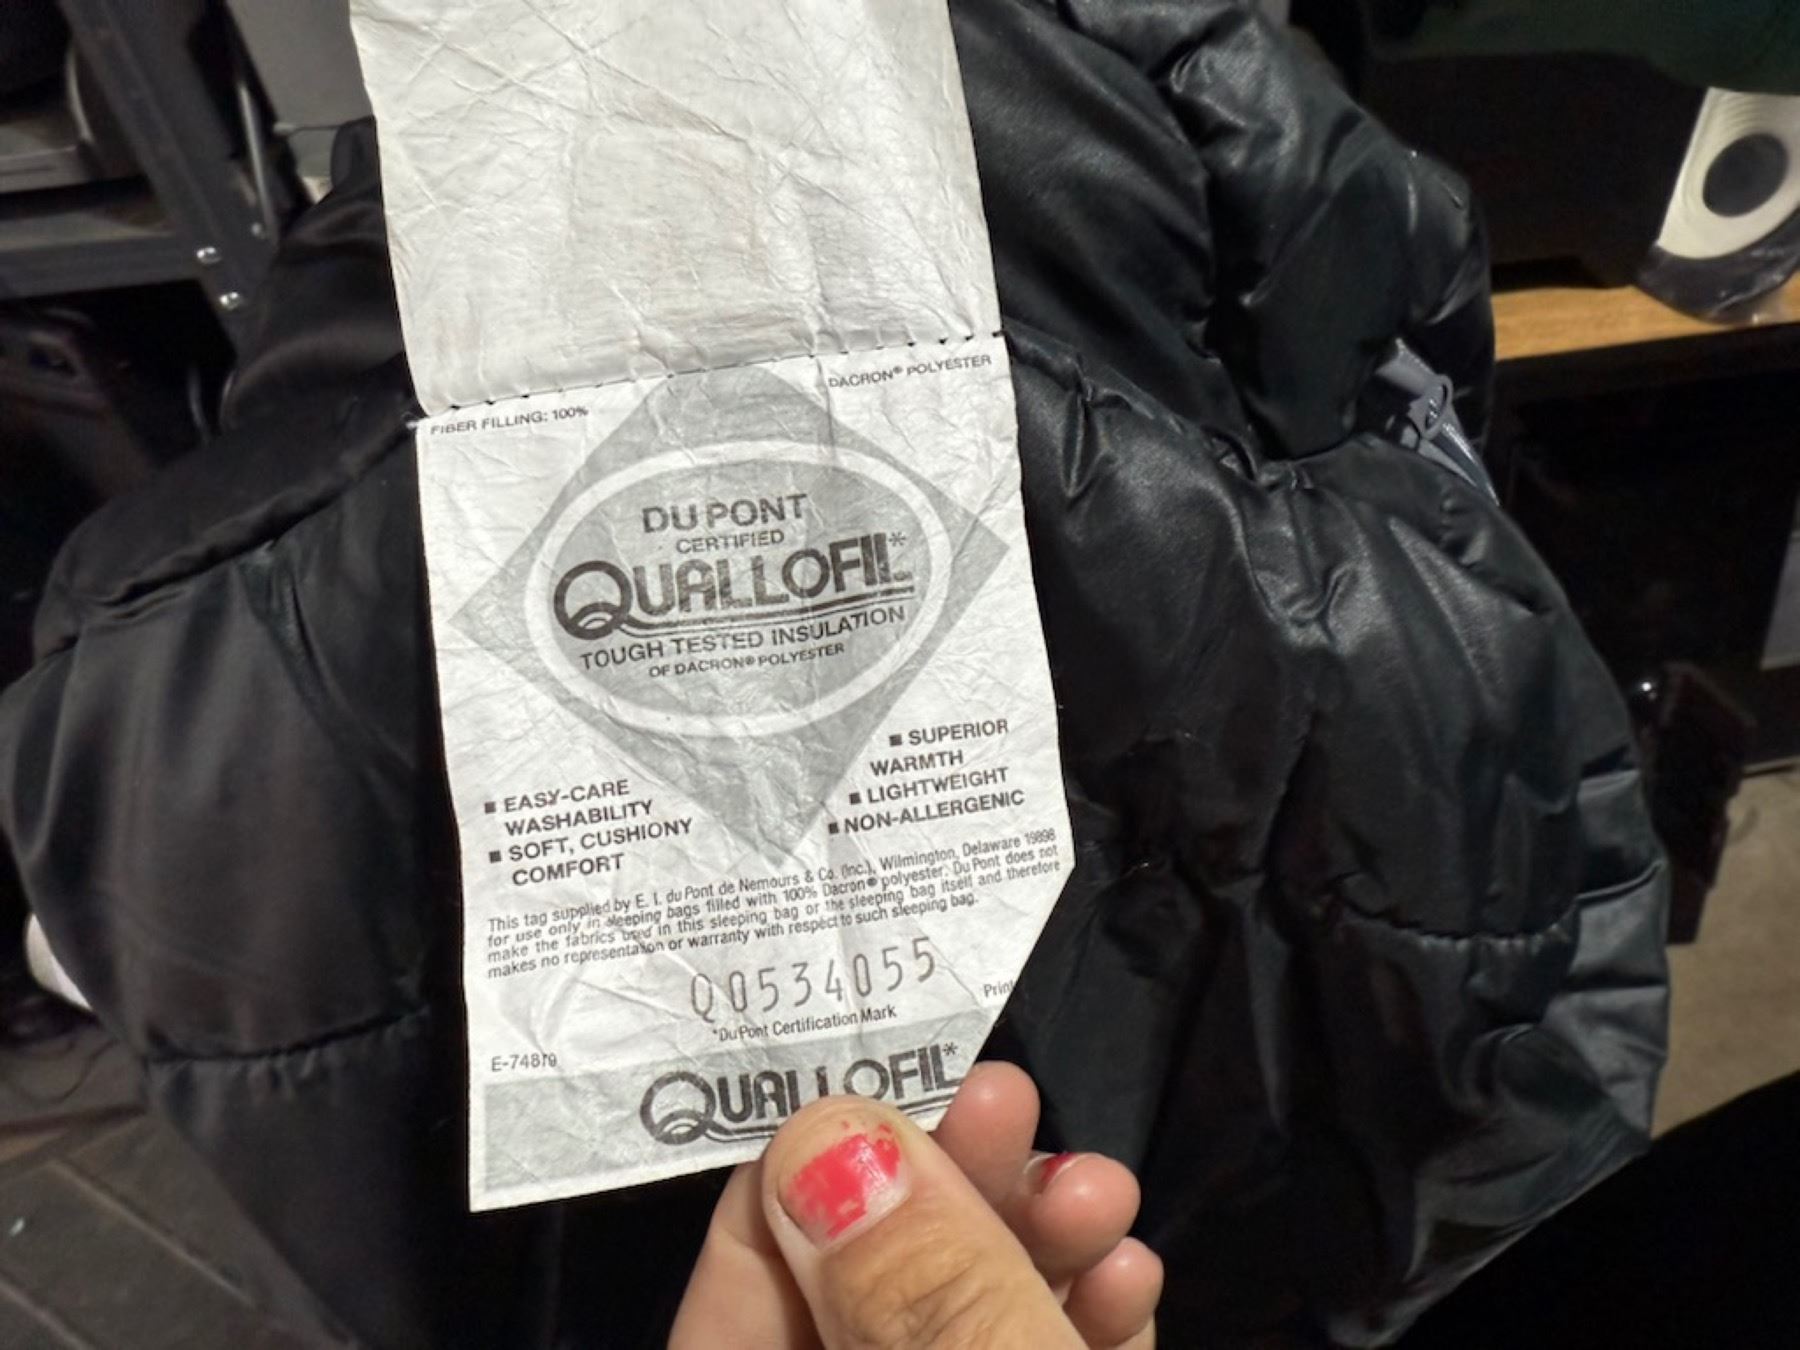 FIBER FILLING: 100% DACRON® POLYESTER
DU PONT
CERTIFIED
QUALLOFIL*
TOUGH TESTED INSULATION
OF DACRON® POLYESTER
■ EASY-CARE
WASHABILITY
■ SOFT, CUSHIONY
COMFORT
■ SUPERIOR
WARMTH
■ LIGHTWEIGHT
■ NON-ALLERGENIC
This tag supplied by E. I. du Pont de Nemours & Co. (Inc.), Wilmington, Delaware 19898
for use only in sleeping bags filled with 100% Dacron® polyester. Du Pont does not
make the fabrics used in this sleeping bag or the sleeping bag itself and therefore
makes no representation or warranty with respect to such sleeping bag.
Q0534055
*Du Pont Certification Mark
E-74819
QUALLOFIL*